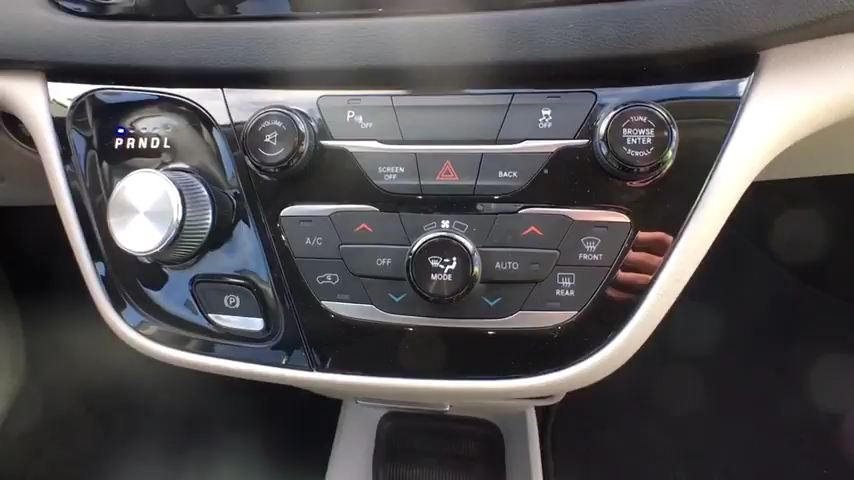 PRNDL
VOLUME
P OFF
OFF
TUNE
BROWSE
ENTER
SCROLL
SCREEN
OFF
BACK
A/C
OFF
MODE
AUTO
FRONT
REAR
P